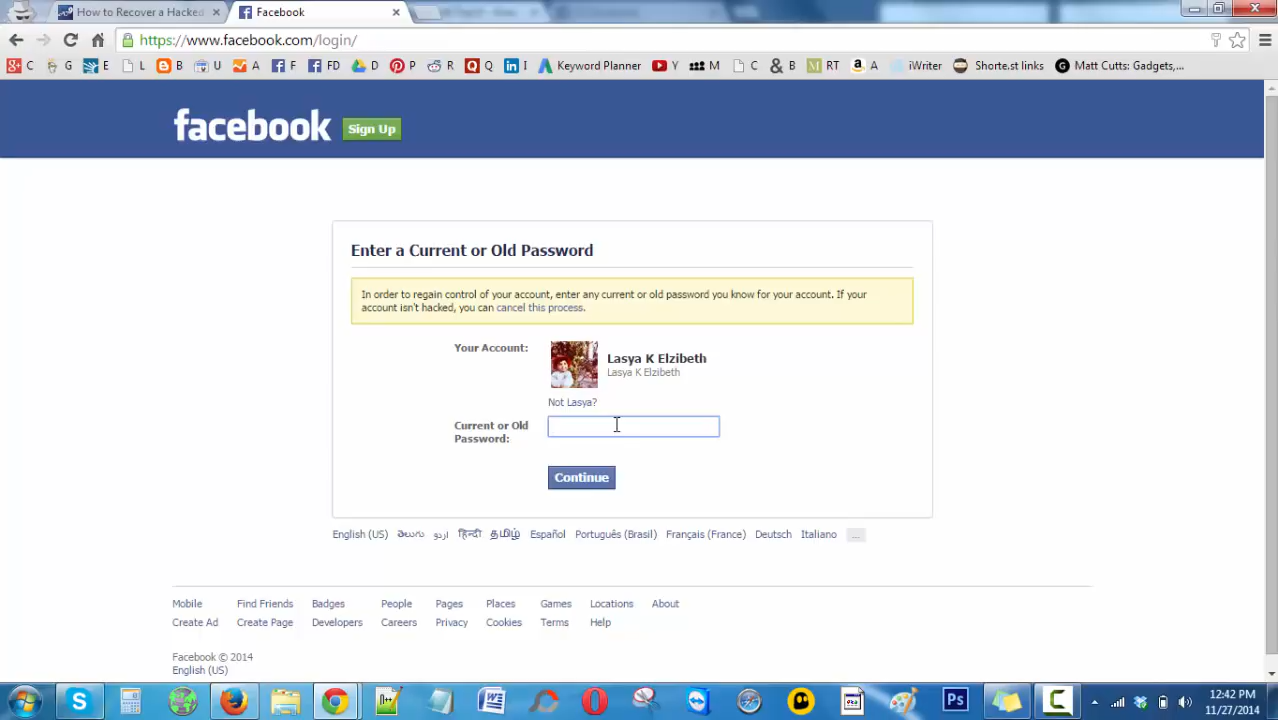 How to Recover a Hacked
Facebook
https://www.facebook.com/login/
C G E L B U A F FD D P R Q I Keyword Planner Y M C B RT A iWriter Shorte.st links Matt Cutts: Gadgets,...
facebook Sign Up
Enter a Current or Old Password
In order to regain control of your account, enter any current or old password you know for your account. If your
account isn't hacked, you can cancel this process.
Your Account:
Lasya K Elzibeth
Lasya K Elzibeth
Not Lasya?
Current or Old
Password:
Continue
English (US) తెలుగు اردو हिन्दी தமிழ் Español Português (Brasil) Français (France) Deutsch Italiano ...
Mobile Find Friends Badges People Pages Places Games Locations About
Create Ad Create Page Developers Careers Privacy Cookies Terms Help
Facebook © 2014
English (US)
12:42 PM
11/27/2014